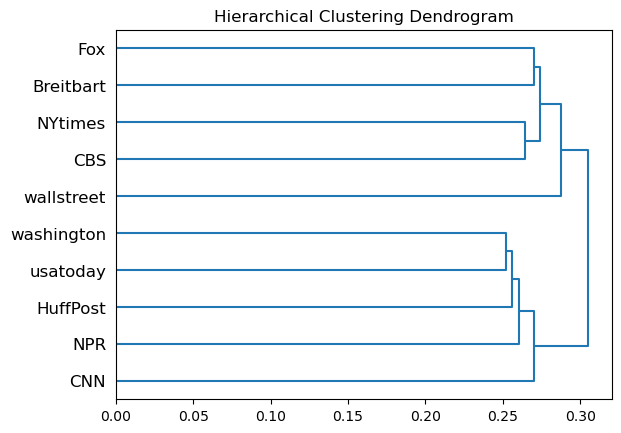 Hierarchical Clustering Dendrogram
Fox
Breitbart
NYtimes
CBS
wallstreet
washington
usatoday
HuffPost
NPR
CNN
0.00 0.05 0.10 0.15 0.20 0.25 0.30